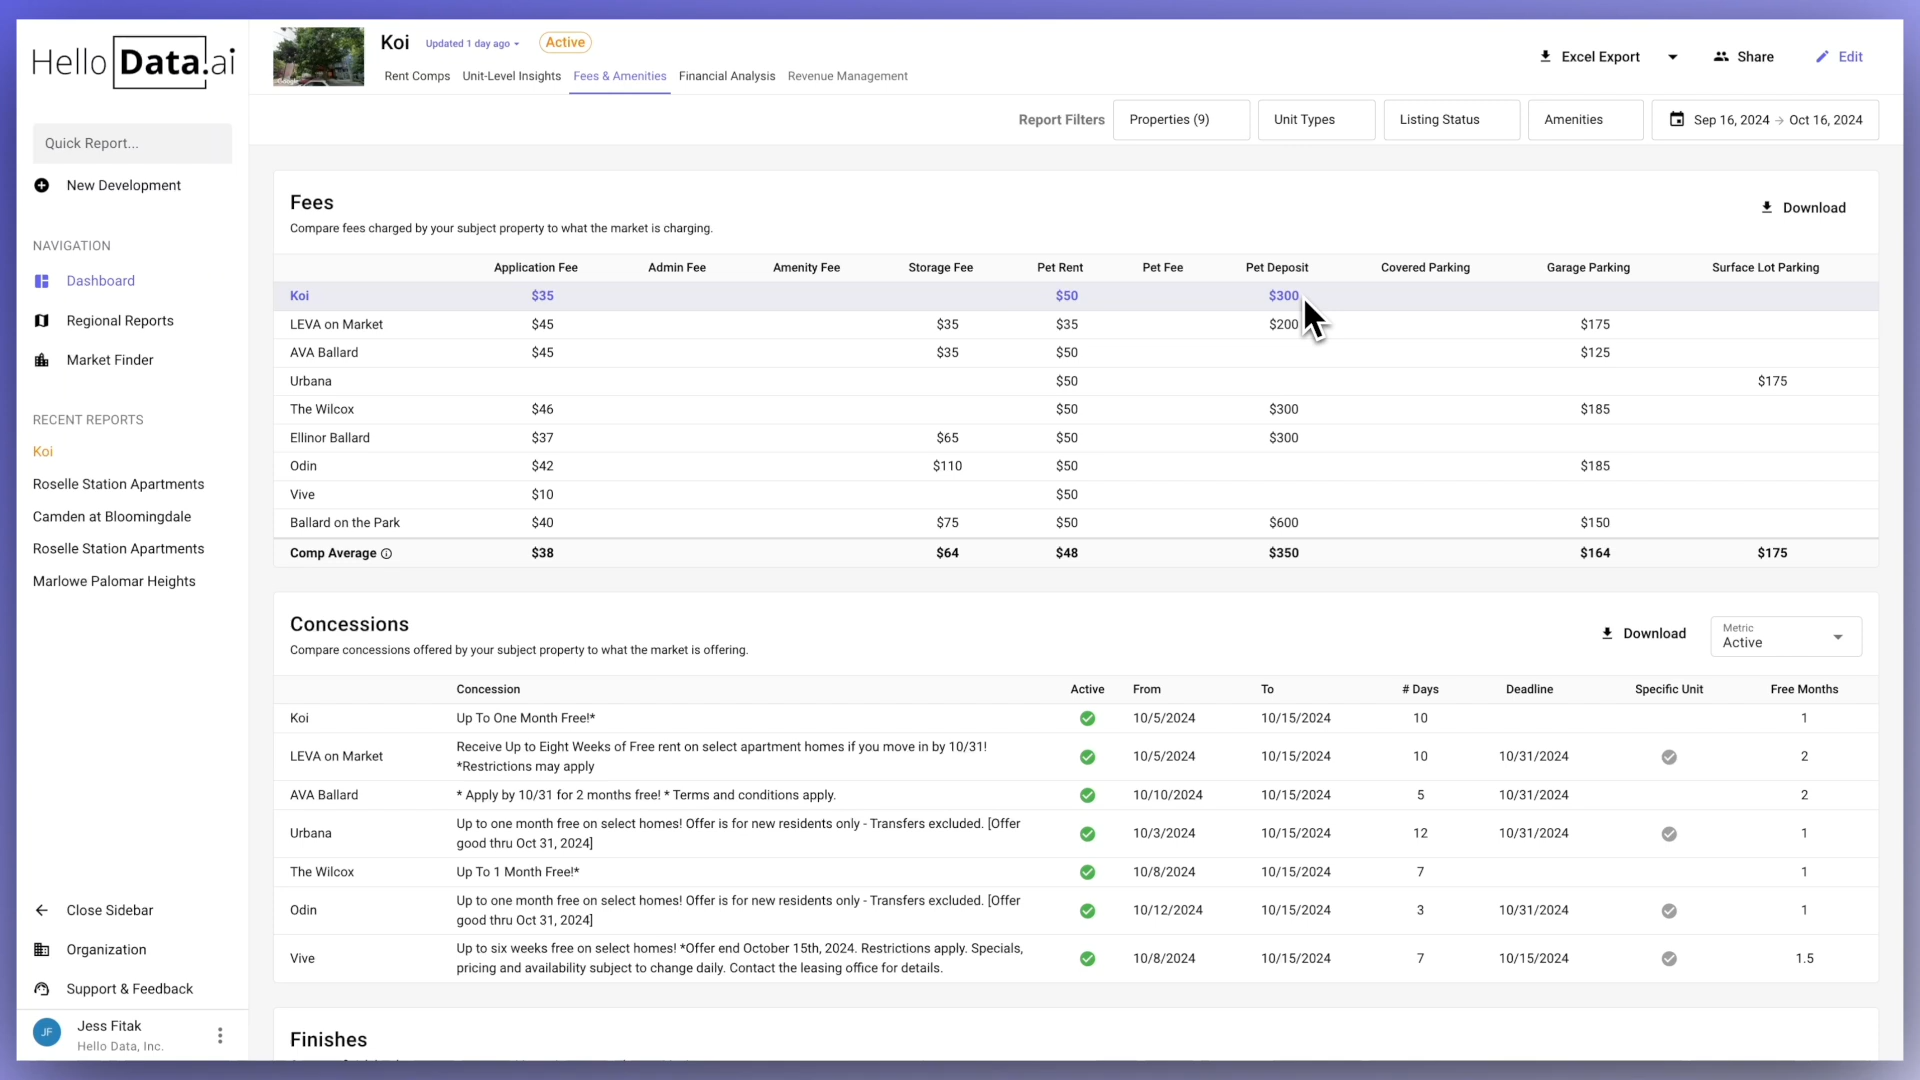 Hello Data.ai
Google
Koi
Updated 1 day ago
Active
Rent Comps
Unit-Level Insights
Fees & Amenities
Financial Analysis
Revenue Management
Excel Export
Share
Edit
Report Filters
Properties (9)
Unit Types
Listing Status
Amenities
Sep 16, 2024 → Oct 16, 2024
Quick Report...
New Development
NAVIGATION
Dashboard
Regional Reports
Market Finder
RECENT REPORTS
Koi
Roselle Station Apartments
Camden at Bloomingdale
Roselle Station Apartments
Marlowe Palomar Heights
Close Sidebar
Organization
Support & Feedback
JF
Jess Fitak
Hello Data, Inc.
Fees
Download
Compare fees charged by your subject property to what the market is charging.
Application Fee Admin Fee Amenity Fee Storage Fee Pet Rent Pet Fee Pet Deposit Covered Parking Garage Parking Surface Lot Parking
Koi $35 $50 $300
LEVA on Market $45 $35 $35 $200 $175
AVA Ballard $45 $35 $50 $125
Urbana $50 $175
The Wilcox $46 $50 $300 $185
Ellinor Ballard $37 $65 $50 $300
Odin $42 $110 $50 $185
Vive $10 $50
Ballard on the Park $40 $75 $50 $600 $150
Comp Average $38 $64 $48 $350 $164 $175
Concessions
Compare concessions offered by your subject property to what the market is offering.
Download
Metric
Active
Concession Active From To # Days Deadline Specific Unit Free Months
Koi Up To One Month Free!* 10/5/2024 10/15/2024 10 1
LEVA on Market Receive Up to Eight Weeks of Free rent on select apartment homes if you move in by 10/31!
*Restrictions may apply 10/5/2024 10/15/2024 10 10/31/2024 2
AVA Ballard * Apply by 10/31 for 2 months free! * Terms and conditions apply. 10/10/2024 10/15/2024 5 10/31/2024 2
Urbana Up to one month free on select homes! Offer is for new residents only - Transfers excluded. [Offer
good thru Oct 31, 2024] 10/3/2024 10/15/2024 12 10/31/2024 1
The Wilcox Up To 1 Month Free!* 10/8/2024 10/15/2024 7 1
Odin Up to one month free on select homes! Offer is for new residents only - Transfers excluded. [Offer
good thru Oct 31, 2024] 10/12/2024 10/15/2024 3 10/31/2024 1
Vive Up to six weeks free on select homes! *Offer end October 15th, 2024. Restrictions apply. Specials,
pricing and availability subject to change daily. Contact the leasing office for details. 10/8/2024 10/15/2024 7 10/15/2024 1.5
Finishes